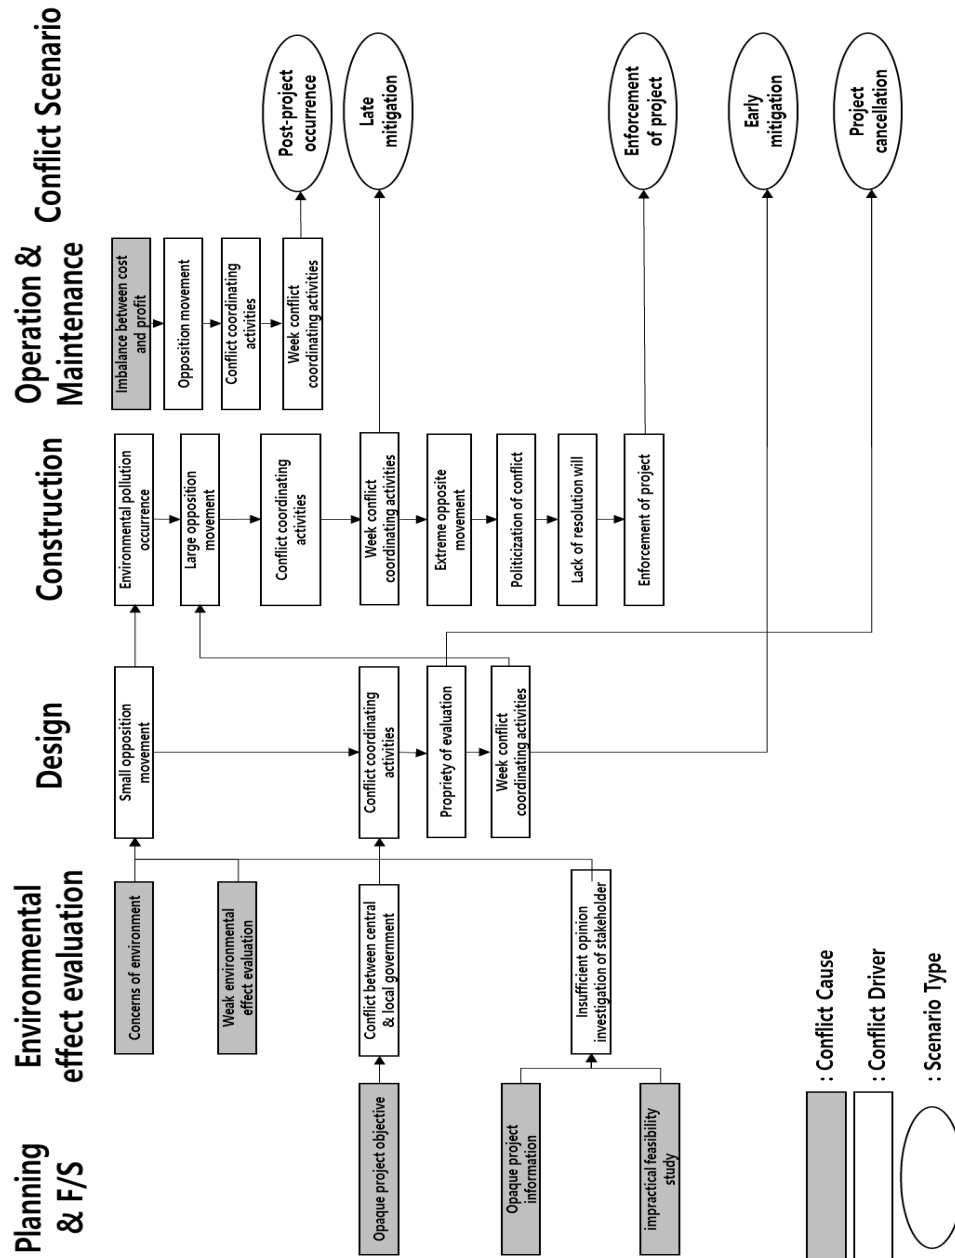 Planning
& F/S
Environmental
effect evaluation
Design
Construction
Operation &
Maintenance
Conflict Scenario
Concerns of environment
Small opposition
movement
Environmental pollution
occurrence
Imbalance between cost
and profit
Weak environmental
effect evaluation
Large opposition
movement
Opposition movement
Conflict coordinating
activities
Conflict coordinating
activities
Week conflict
coordinating activities
Post-project
occurrence
Opaque project objective
Conflict between central
& local government
Conflict coordinating
activities
Week conflict
coordinating activities
Late
mitigation
Propriety of evaluation
Extreme opposite
movement
Opaque project
information
Week conflict
coordinating activities
Politicization of conflict
Insufficient opinion
investigation of stakeholder
Lack of resolution will
impractical feasibility
study
Enforcement of project
Enforcement
of project
Early
mitigation
Project
cancellation
: Conflict Cause
: Conflict Driver
: Scenario Type